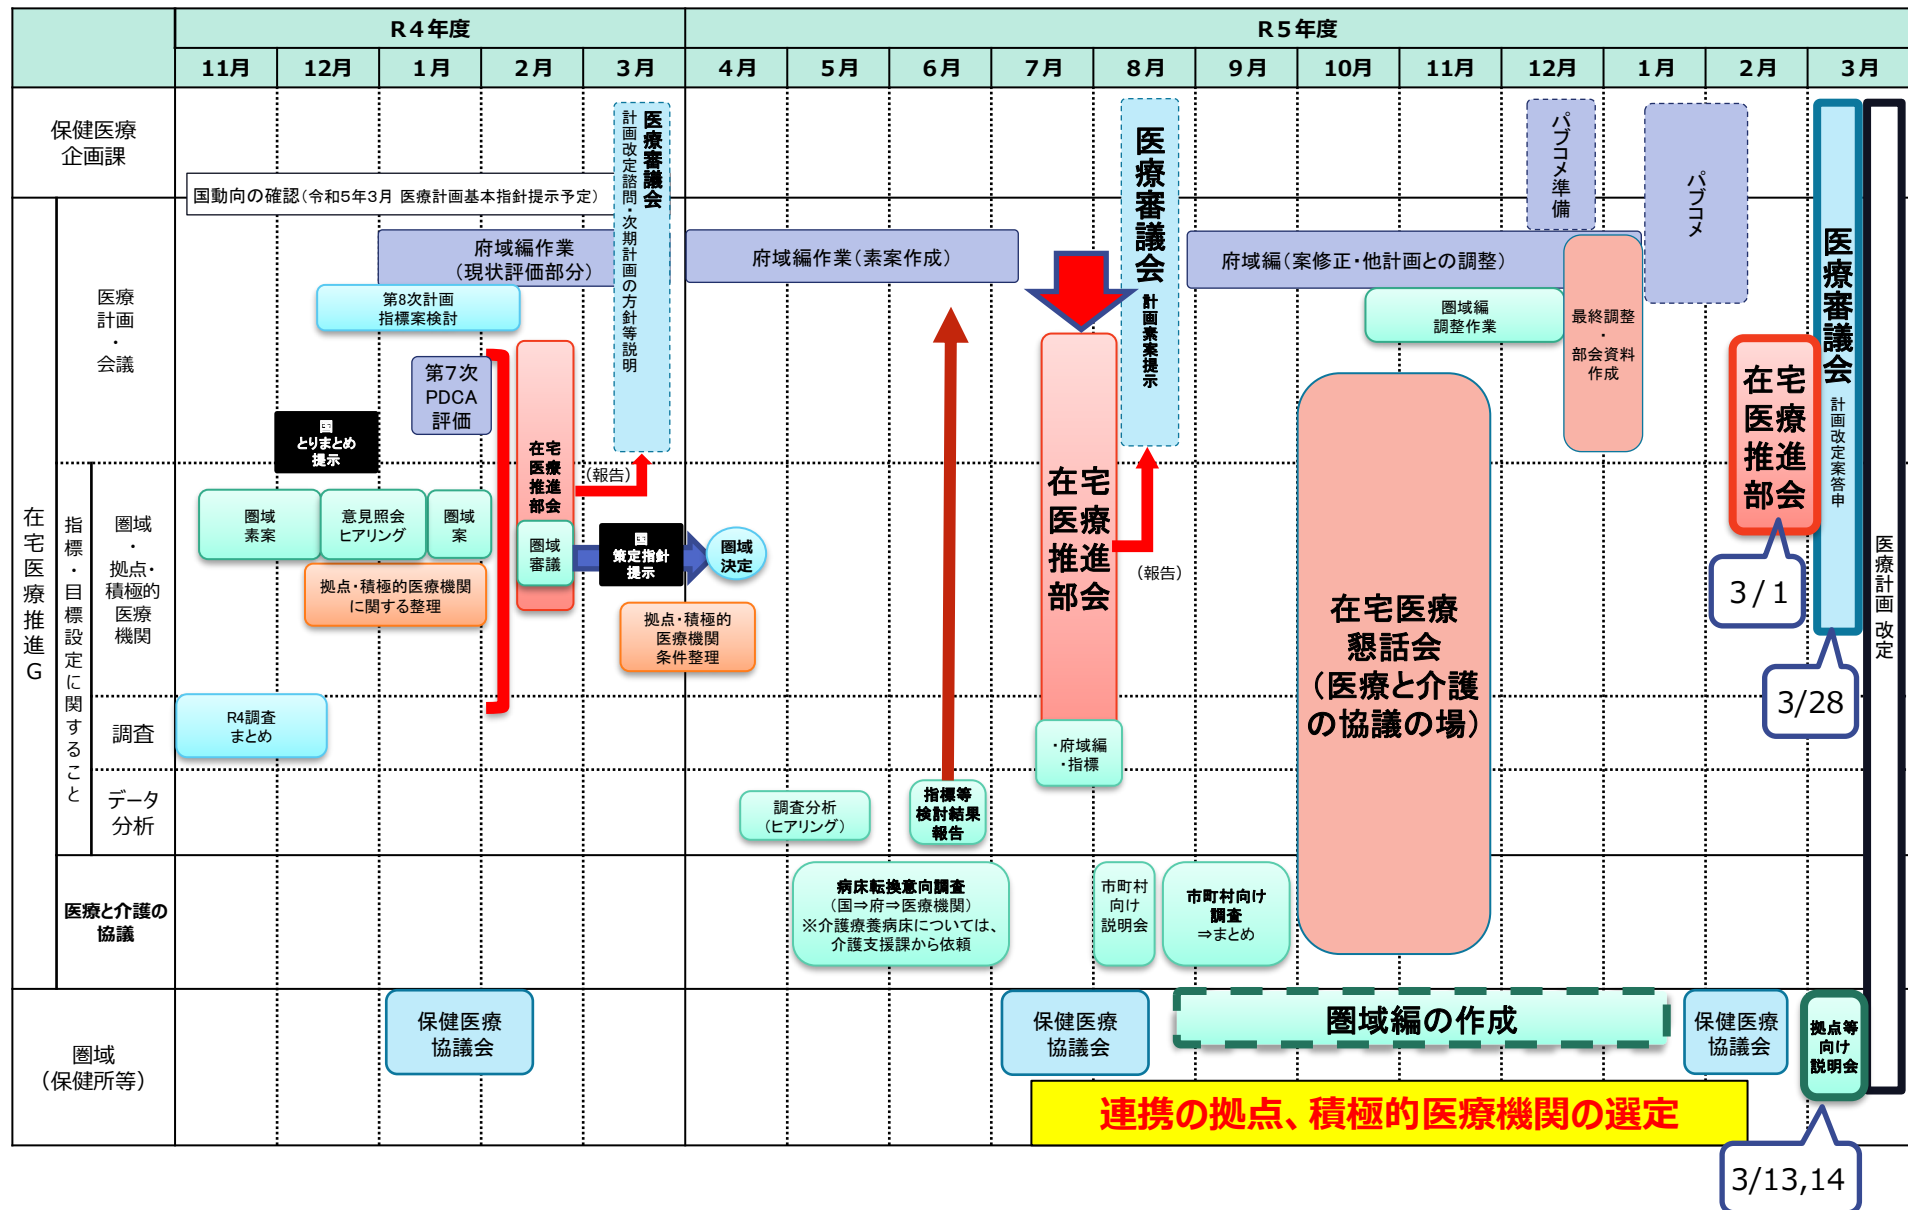 R4年度
R5年度
11月
12月
1月
2月
3月
4月
5月
6月
7月
8月
9月
10月
11月
12月
1月
2月
3月
保健医療
企画課
国動向の確認(令和5年3月 医療計画基本指針提示予定)
医療審議会
計画改定諮問・次期計画の方針等説明
医療審議会
計画素案提示
パブコメ準備
パブコメ
医療審議会
計画改定案答申
医療計画 改定
在宅医療推進G
医療
計画
・
会議
府域編作業
(現状評価部分)
府域編作業(素案作成)
府域編(案修正・他計画との調整)
第8次計画
指標案検討
圏域編
調整作業
最終調整
・
部会資料
作成
第7次
PDCA
評価
国
とりまとめ
提示
在宅
医療
推進
部会
(報告)
在宅
医療
推進
部会
(報告)
在宅
医療
推進
部会
3/1
3/28
指標・目標設定に関すること
圏域
・
拠点・
積極的
医療
機関
圏域
素案
意見照会
ヒアリング
圏域
案
圏域
審議
国
策定指針
提示
圏域
決定
拠点・積極的医療機関
に関する整理
拠点・積極的
医療機関
条件整理
在宅医療
懇話会
(医療と介護
の協議の場)
調査
R4調査
まとめ
・府域編
・指標
データ
分析
調査分析
(ヒアリング)
指標等
検討結果
報告
医療と介護の
協議
病床転換意向調査
(国⇒府⇒医療機関)
※介護療養病床については、
介護支援課から依頼
市町村
向け
説明会
市町村向け
調査
⇒まとめ
圏域
(保健所等)
保健医療
協議会
保健医療
協議会
圏域編の作成
保健医療
協議会
拠点等
向け
説明会
連携の拠点、積極的医療機関の選定
3/13,14